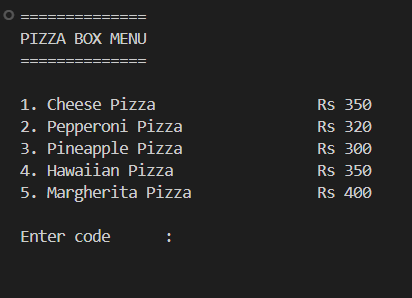 ==============
PIZZA BOX MENU
==============
1. Cheese Pizza                  Rs 350
2. Pepperoni Pizza               Rs 320
3. Pineapple Pizza               Rs 300
4. Hawaiian Pizza                Rs 350
5. Margherita Pizza              Rs 400
Enter code      :